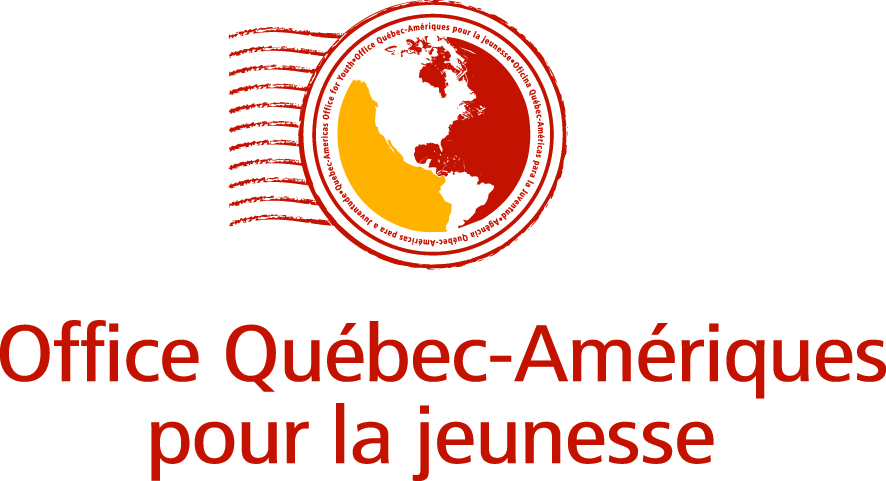 Office Québec-Amériques pour la jeunesse•Oficina Québec-Américas para la Juventud•Agência Québec-Américas para a Juventude•Quebec-Americas Office for Youth•
Office Québec-Amériques
pour la jeunesse